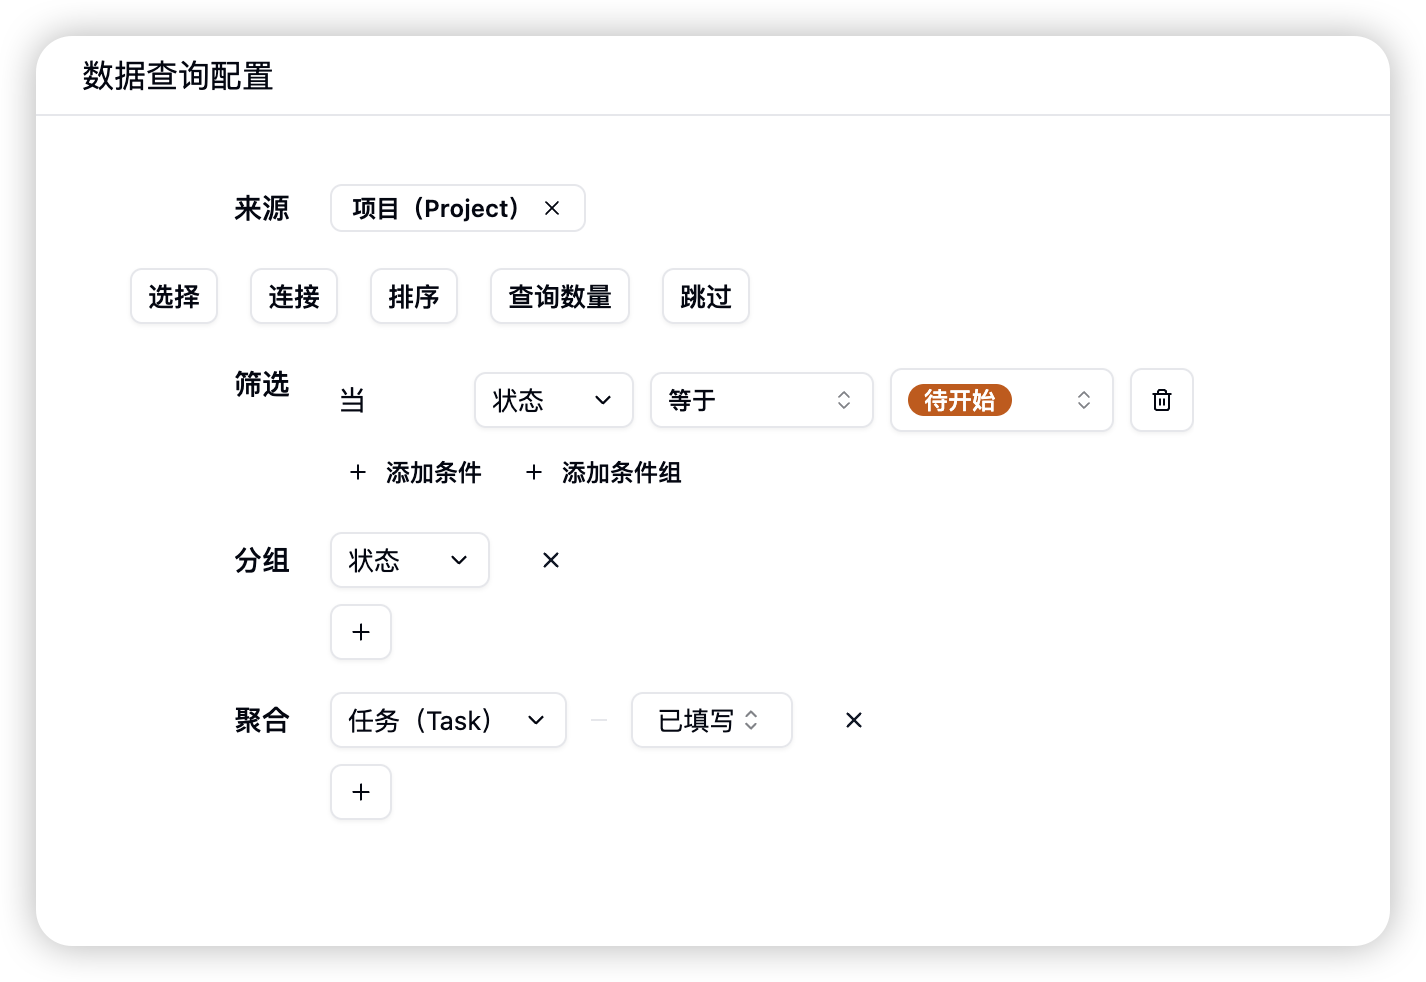 数据查询配置
来源 项目（Project）
选择 连接 排序 查询数量 跳过
筛选 当 状态 等于 待开始
添加条件 添加条件组
分组 状态
聚合 任务（Task） 已填写